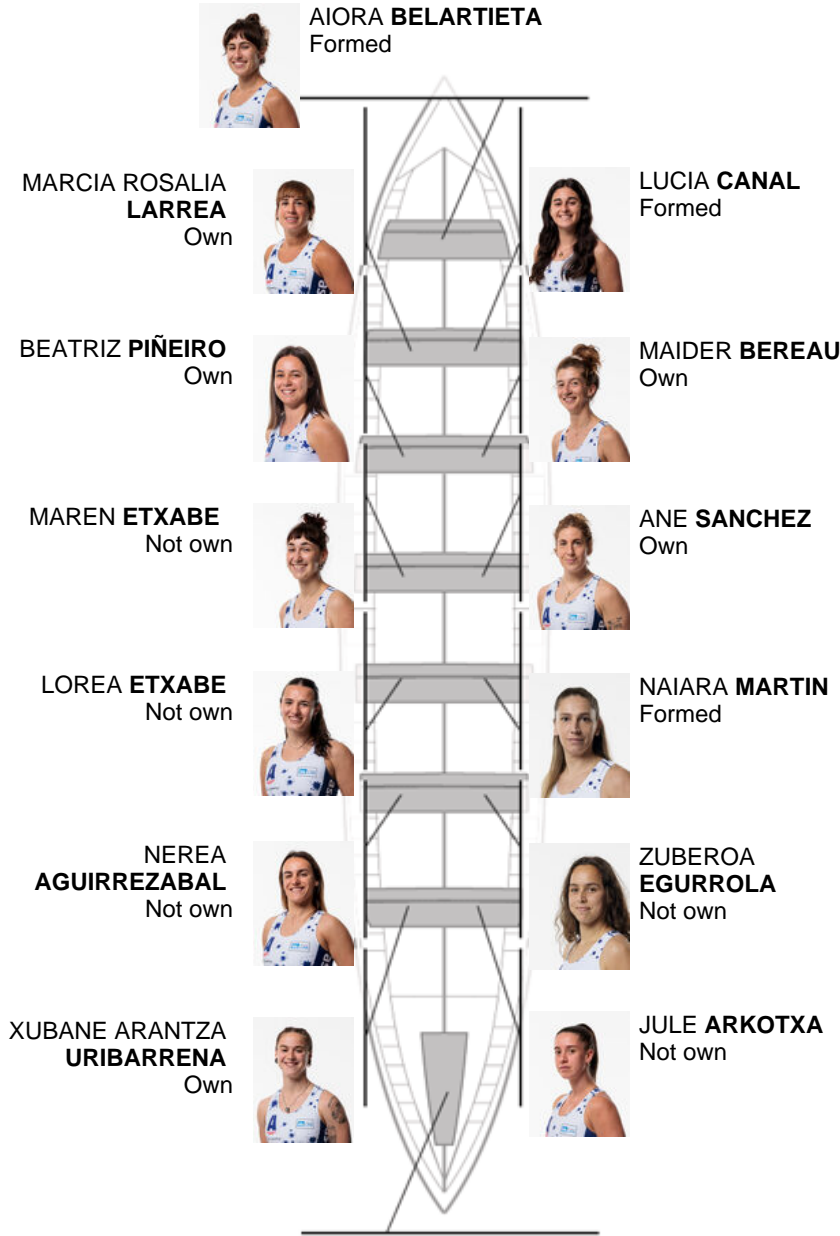 AIORA BELARTIETA
Formed
MARCIA ROSALIA
LARREA
Own
LUCIA CANAL
Formed
BEATRIZ PIÑEIRO
Own
MAIDER BEREAU
Own
MAREN ETXABE
Not own
ANE SANCHEZ
Own
LOREA ETXABE
Not own
NAIARA MARTIN
Formed
NEREA
AGUIRREZABAL
Not own
ZUBEROA
EGURROLA
Not own
XUBANE ARANTZA
URIBARRENA
Own
JULE ARKOTXA
Not own